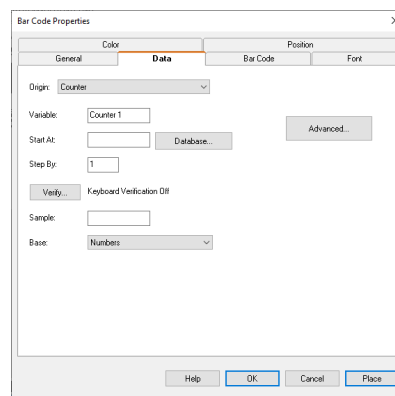 Bar Code Properties
Color Position
General Data Bar Code Font
Origin: Counter
Variable: Counter 1
Advanced...
Start At: Database...
Step By: 1
Verify... Keyboard Verification Off
Sample:
Base: Numbers
Help OK Cancel Place